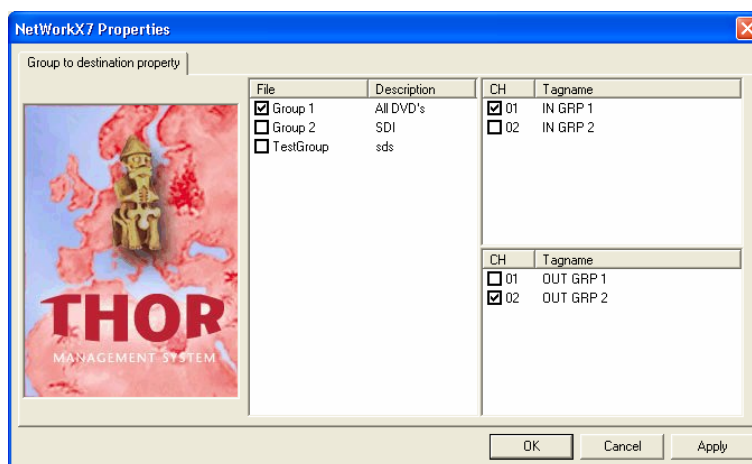 NetWorkX7 Properties
Group to destination property
File Description
Group 1 All DVD's
Group 2 SDI
TestGroup sds
CH Tagname
01 IN GRP 1
02 IN GRP 2
CH Tagname
01 OUT GRP 1
02 OUT GRP 2
THOR
MANAGEMENT SYSTEM
OK Cancel Apply